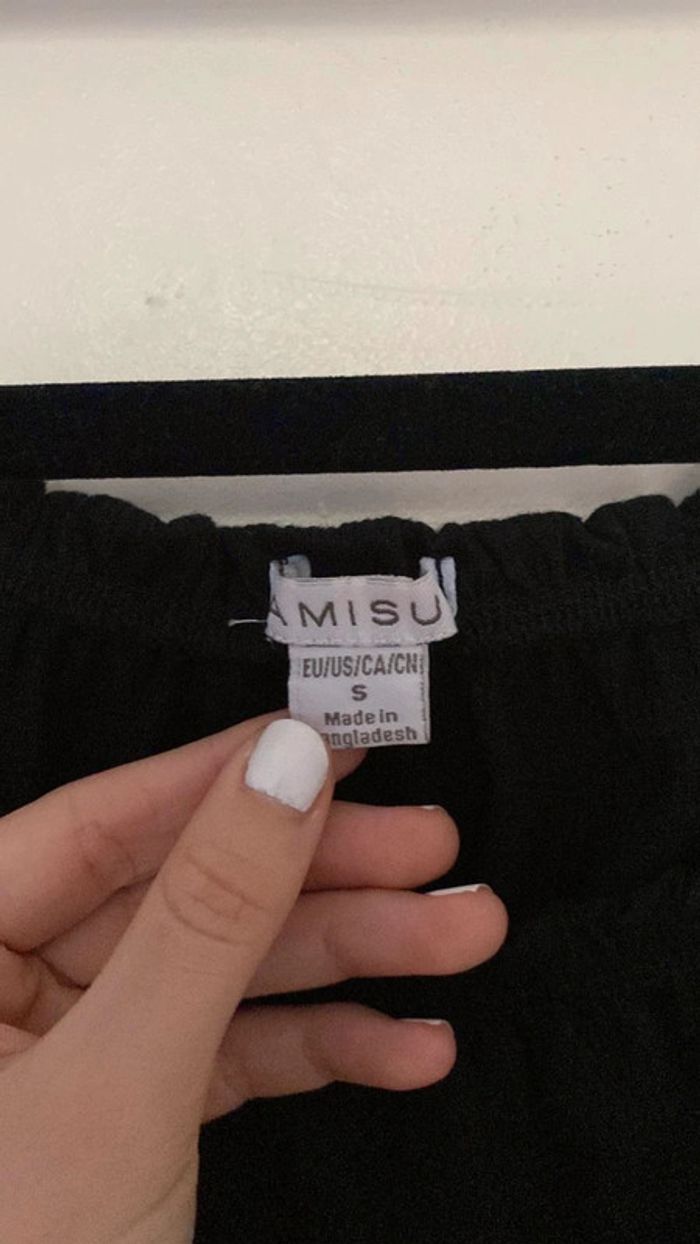 AMISU
EU/US/CA/CN
S
Made in
angladesh